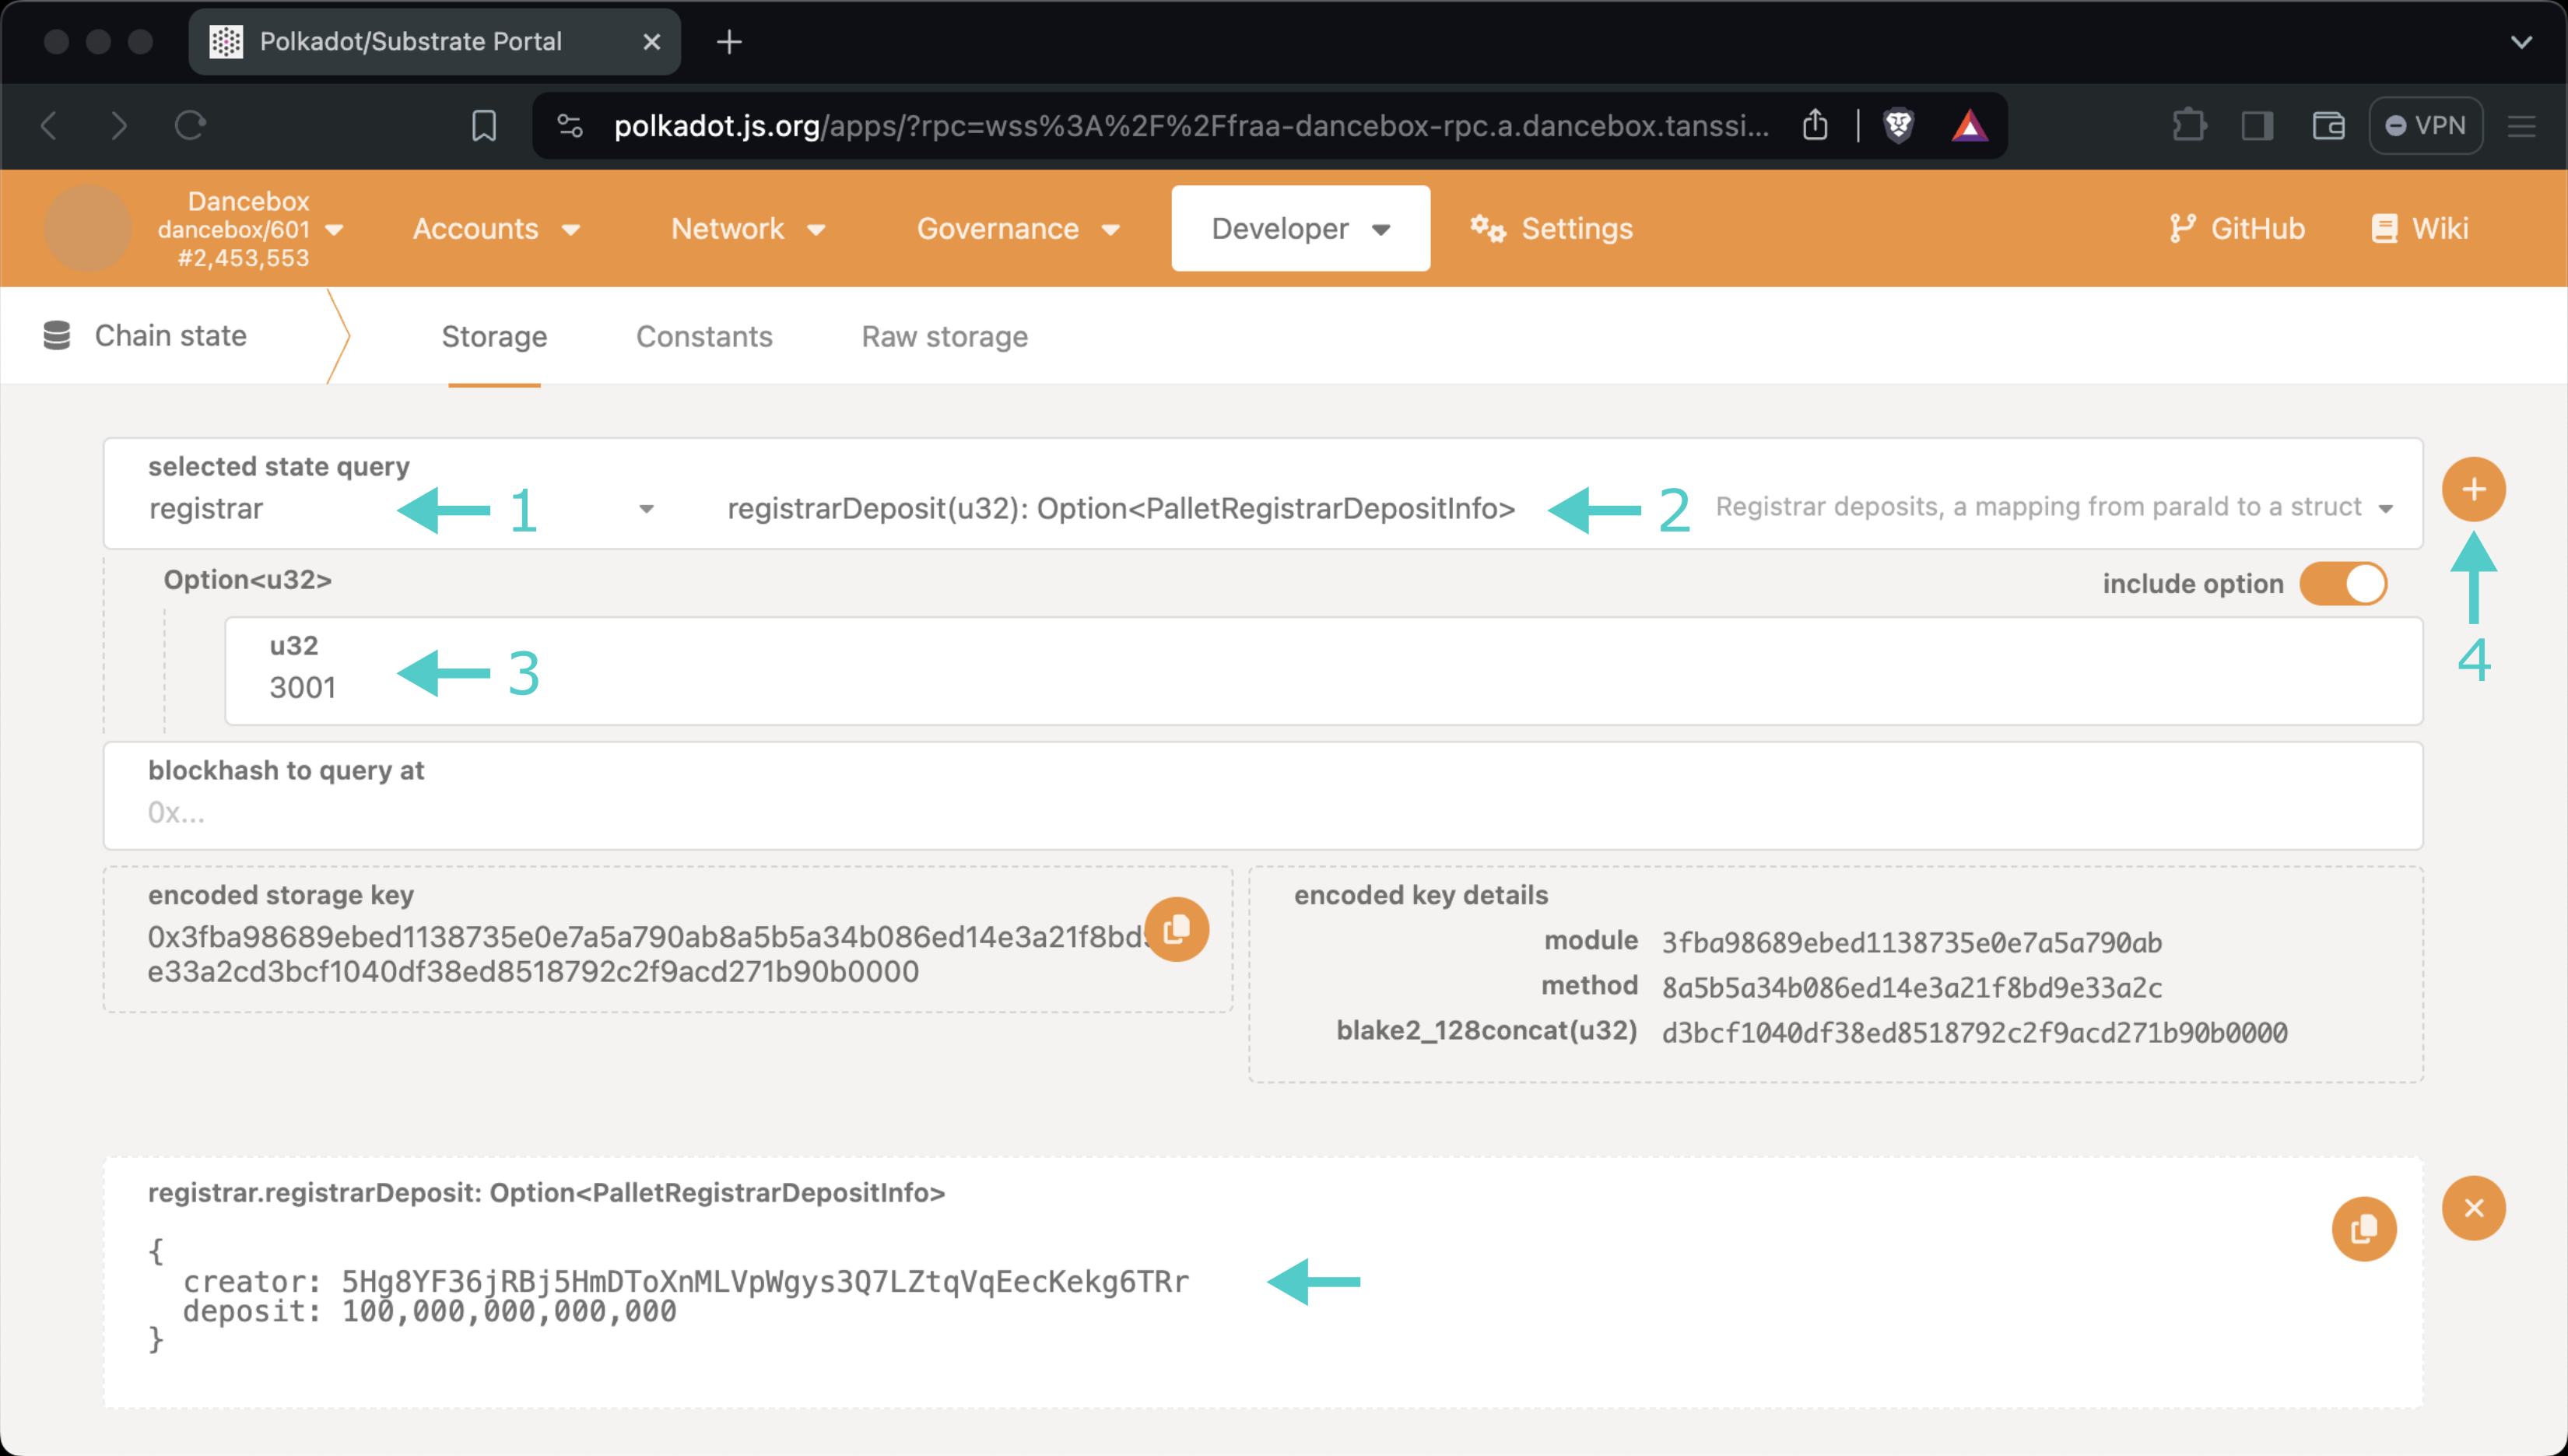 Polkadot/Substrate Portal
polkadot.js.org/apps/?rpc=wss%3A%2F%2Ffraa-dancebox-rpc.a.dancebox.tanssi...
VPN
Dancebox
dancebox/601
#2,453,553
Accounts
Network
Governance
Developer
Settings
GitHub
Wiki
Chain state
Storage
Constants
Raw storage
selected state query
registrar
1
registrarDeposit(u32): Option<PalletRegistrarDepositInfo>
2
Registrar deposits, a mapping from paraId to a struct
Option<u32>
include option
4
u32
3001
3
blockhash to query at
0x...
encoded storage key
0x3fba98689ebed1138735e0e7a5a790ab8a5b5a34b086ed14e3a21f8bd
e33a2cd3bcf1040df38ed8518792c2f9acd271b90b0000
encoded key details
module 3fba98689ebed1138735e0e7a5a790ab
method 8a5b5a34b086ed14e3a21f8bd9e33a2c
blake2_128concat(u32) d3bcf1040df38ed8518792c2f9acd271b90b0000
registrar.registrarDeposit: Option<PalletRegistrarDepositInfo>
{
creator: 5Hg8YF36jRBj5HmDToXnMLVpWgys3Q7LZtqVqEecKekg6TRr
deposit: 100,000,000,000,000
}